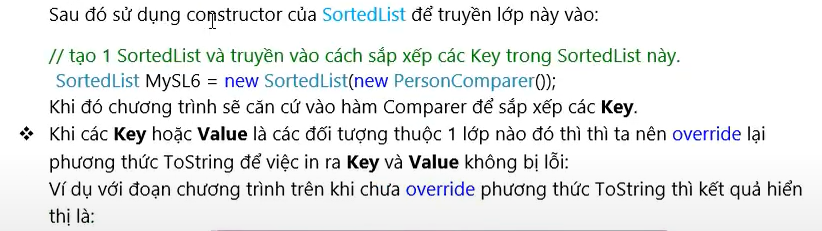 Sau đó sử dụng constructor của SortedList để truyền lớp này vào:
// tạo 1 SortedList và truyền vào cách sắp xếp các Key trong SortedList này.
SortedList MySL6 = new SortedList(new PersonComparer());
Khi đó chương trình sẽ căn cứ vào hàm Comparer để sắp xếp các Key.
❖ Khi các Key hoặc Value là các đối tượng thuộc 1 lớp nào đó thì thì ta nên override lại
phương thức ToString để việc in ra Key và Value không bị lỗi:
Ví dụ với đoạn chương trình trên khi chưa override phương thức ToString thì kết quả hiển
thị là: